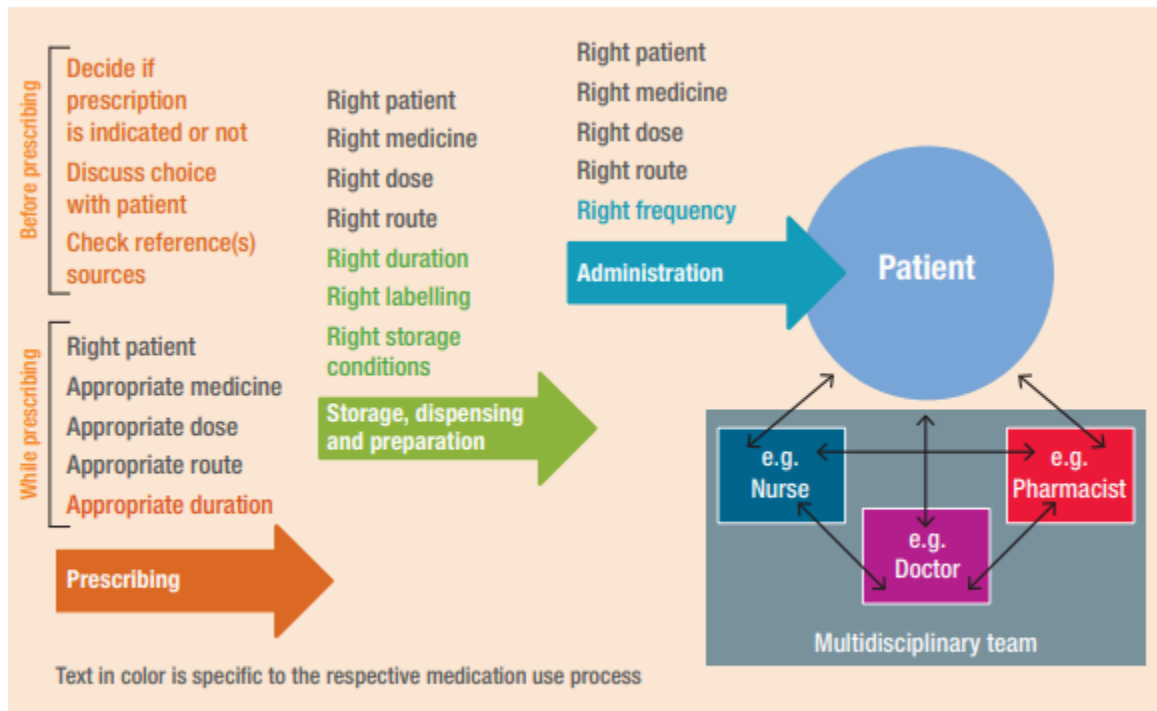 Before prescribing
Decide if
prescription
is indicated or not
Discuss choice
with patient
Check reference(s)
sources
While prescribing
Right patient
Appropriate medicine
Appropriate dose
Appropriate route
Appropriate duration
Prescribing
Right patient
Right medicine
Right dose
Right route
Right duration
Right labelling
Right storage
conditions
Storage, dispensing
and preparation
Right patient
Right medicine
Right dose
Right route
Right frequency
Administration
Patient
e.g.
Nurse
e.g.
Doctor
e.g.
Pharmacist
Multidisciplinary team
Text in color is specific to the respective medication use process